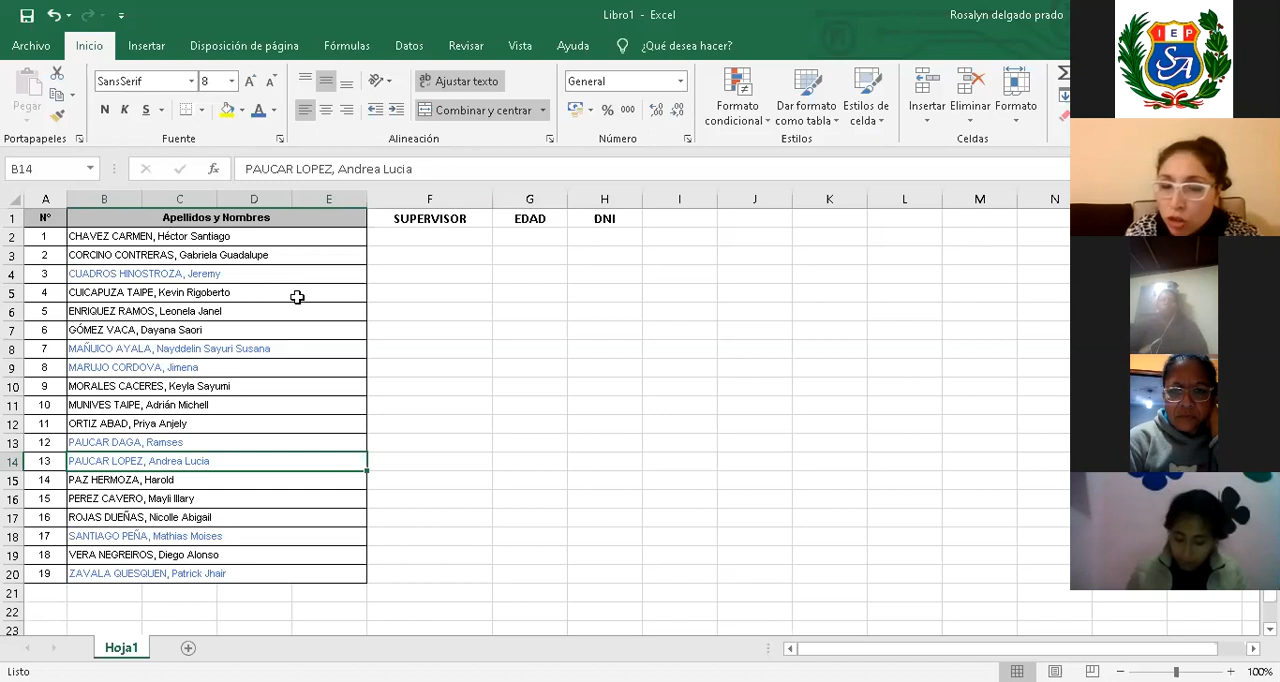 Libro1 - Excel
Rosalyn delgado prado
Archivo Inicio Insertar Disposición de página Fórmulas Datos Revisar Vista Ayuda ¿Qué desea hacer?
SansSerif 8 Ajustar texto General
Pegar N K S Combinar y centrar % 000 Formato condicional Dar formato como tabla Estilos de celda Insertar Eliminar Formato
Portapapeles Fuente Alineación Número Estilos Celdas
B14 fx PAUCAR LOPEZ, Andrea Lucia
A B C D E F G H I J K L M N
1 N° Apellidos y Nombres SUPERVISOR EDAD DNI
2 1 CHAVEZ CARMEN, Héctor Santiago
3 2 CORCINO CONTRERAS, Gabriela Guadalupe
4 3 CUADROS HINOSTROZA, Jeremy
5 4 CUICAPUZA TAIPE, Kevin Rigoberto
6 5 ENRIQUEZ RAMOS, Leonela Janel
7 6 GÓMEZ VACA, Dayana Saori
8 7 MAÑUICO AYALA, Nayddelin Sayuri Susana
9 8 MARUJO CORDOVA, Jimena
10 9 MORALES CACERES, Keyla Sayumi
11 10 MUNIVES TAIPE, Adrián Michell
12 11 ORTIZ ABAD, Priya Anjely
13 12 PAUCAR DAGA, Ramses
14 13 PAUCAR LOPEZ, Andrea Lucia
15 14 PAZ HERMOZA, Harold
16 15 PEREZ CAVERO, Mayli Illary
17 16 ROJAS DUEÑAS, Nicolle Abigail
18 17 SANTIAGO PEÑA, Mathias Moises
19 18 VERA NEGREIROS, Diego Alonso
20 19 ZAVALA QUESQUEN, Patrick Jhair
21
22
23
Hoja1
Listo
100%
I E P
SA